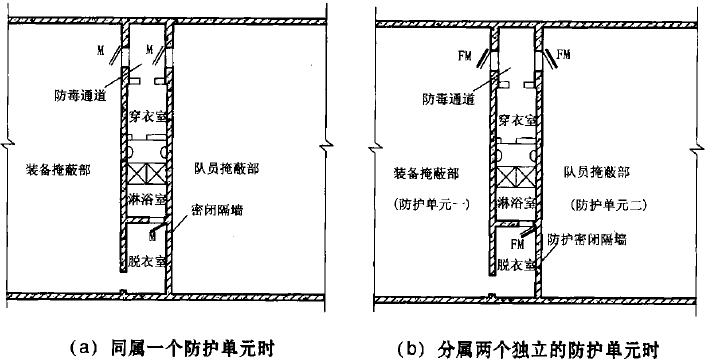 M
M
防毒通道
穿衣室
装备掩蔽部
队员掩蔽部
淋浴室
密闭隔墙
M
脱衣室
(a) 同属一个防护单元时
FM
FM
防毒通道
穿衣室
装备掩蔽部
(防护单元一)
队员掩蔽部
(防护单元二)
淋浴室
FM
防护密闭隔墙
脱衣室
(b) 分属两个独立的防护单元时